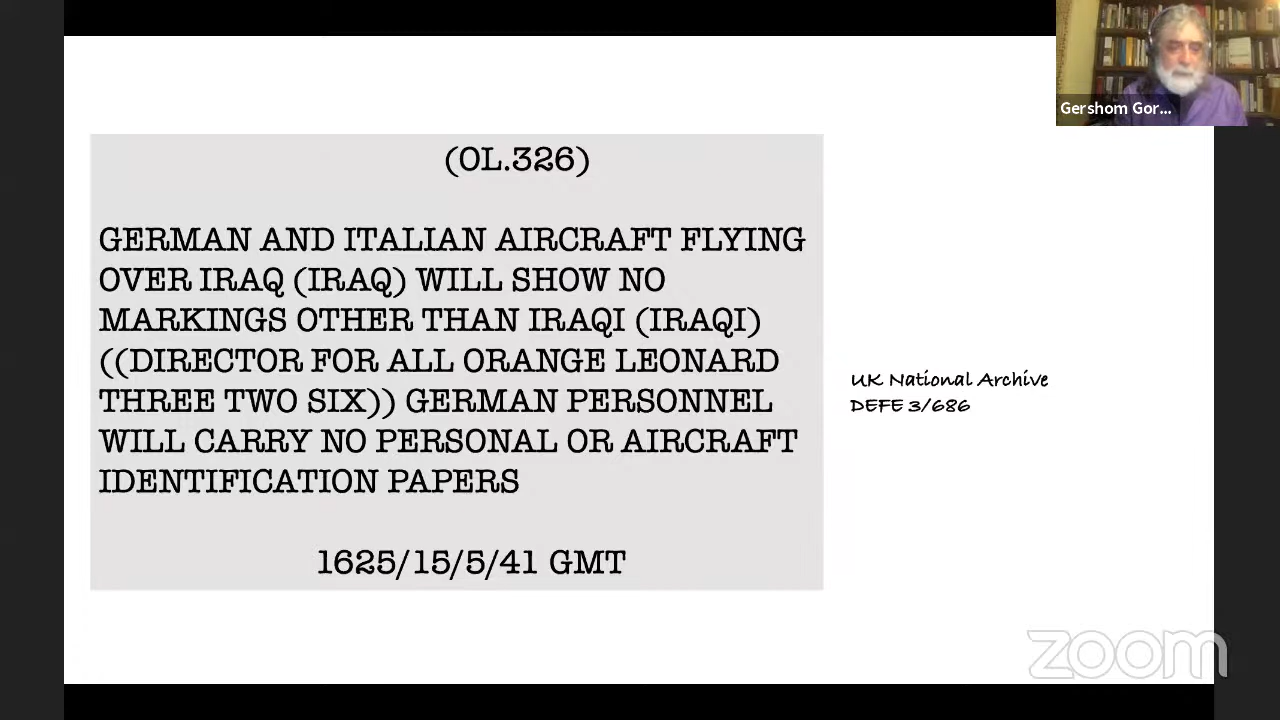 Gershom Gor...
(OL.326)
GERMAN AND ITALIAN AIRCRAFT FLYING
OVER IRAQ (IRAQ) WILL SHOW NO
MARKINGS OTHER THAN IRAQI (IRAQI)
((DIRECTOR FOR ALL ORANGE LEONARD
THREE TWO SIX)) GERMAN PERSONNEL
WILL CARRY NO PERSONAL OR AIRCRAFT
IDENTIFICATION PAPERS
1625/15/5/41 GMT
UK National Archive
DEFE 3/686
zoom